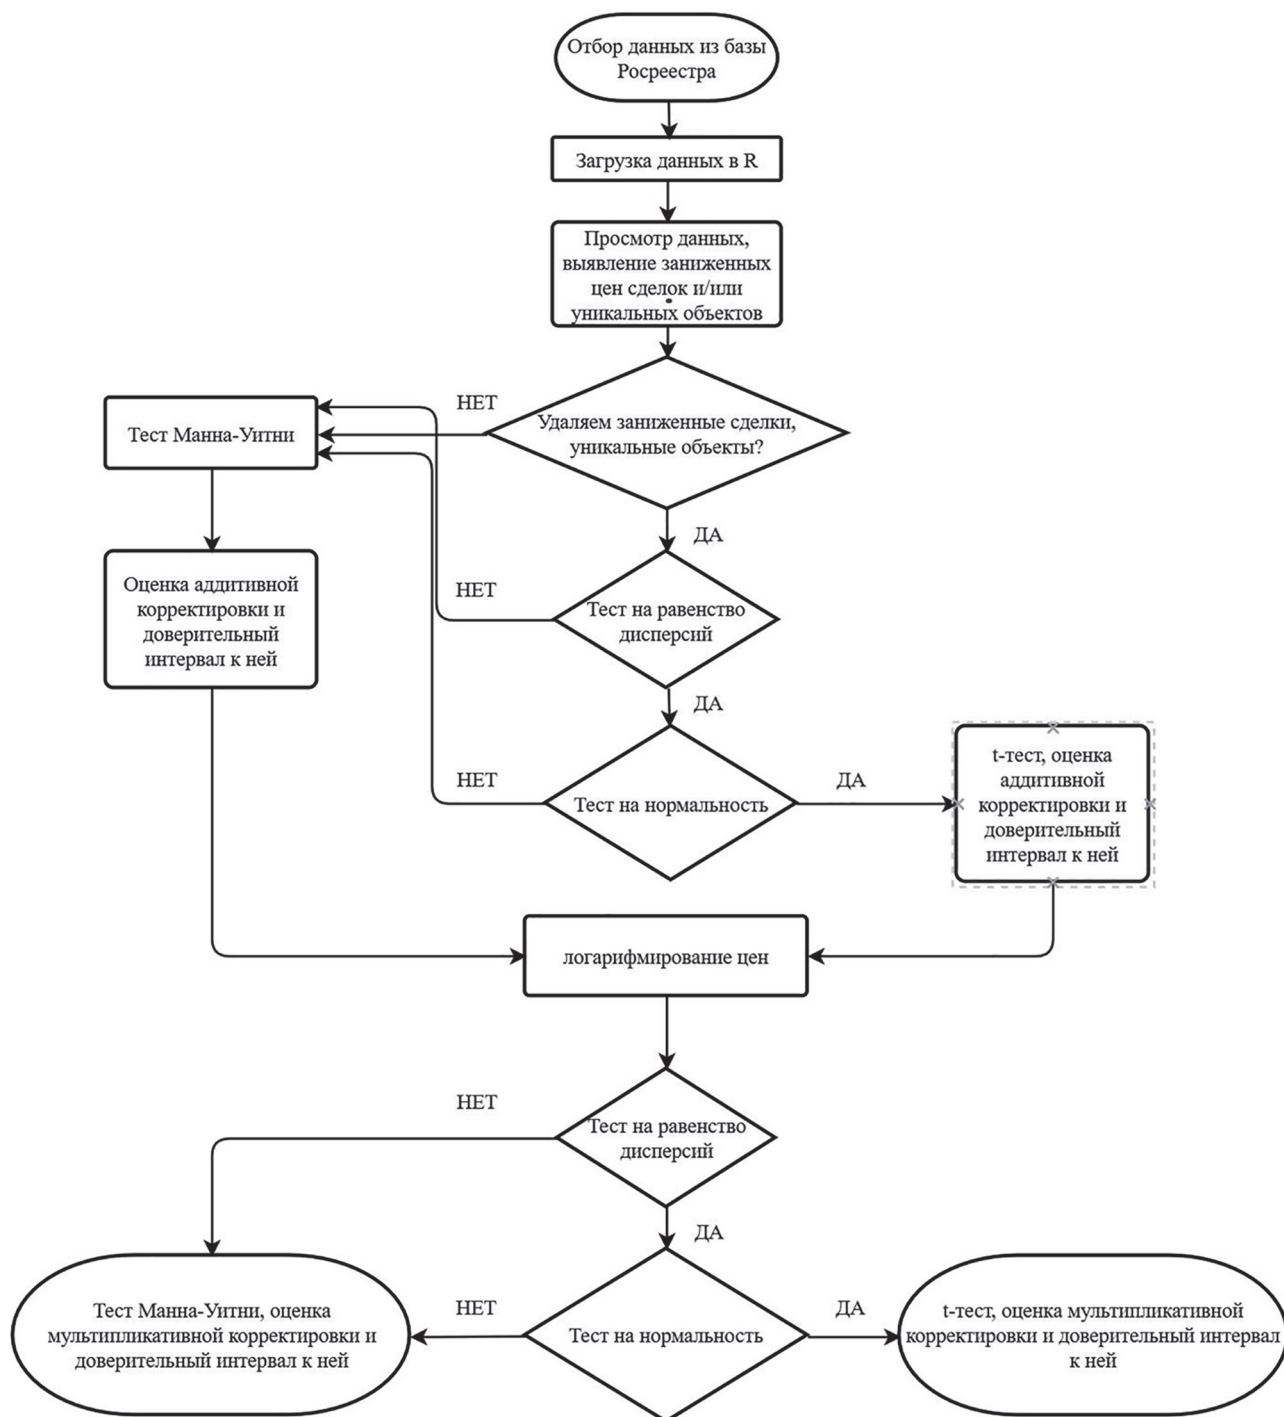 Отбор данных из базы
Росреестра
Загрузка данных в R
Просмотр данных,
выявление заниженных
цен сделок и/или
уникальных объектов
НЕТ
Удаляем заниженные сделки,
уникальные объекты?
Тест Манна-Уитни
ДА
Оценка аддитивной
корректировки и
доверительный
интервал к ней
НЕТ
Тест на равенство
дисперсий
ДА
НЕТ
Тест на нормальность
ДА
t-тест, оценка
аддитивной
корректировки и
доверительный
интервал к ней
логарифмирование цен
НЕТ
Тест на равенство
дисперсий
ДА
Тест Манна-Уитни, оценка
мультипликативной корректировки и
доверительный интервал к ней
НЕТ
Тест на нормальность
ДА
t-тест, оценка мультипликативной
корректировки и доверительный интервал
к ней